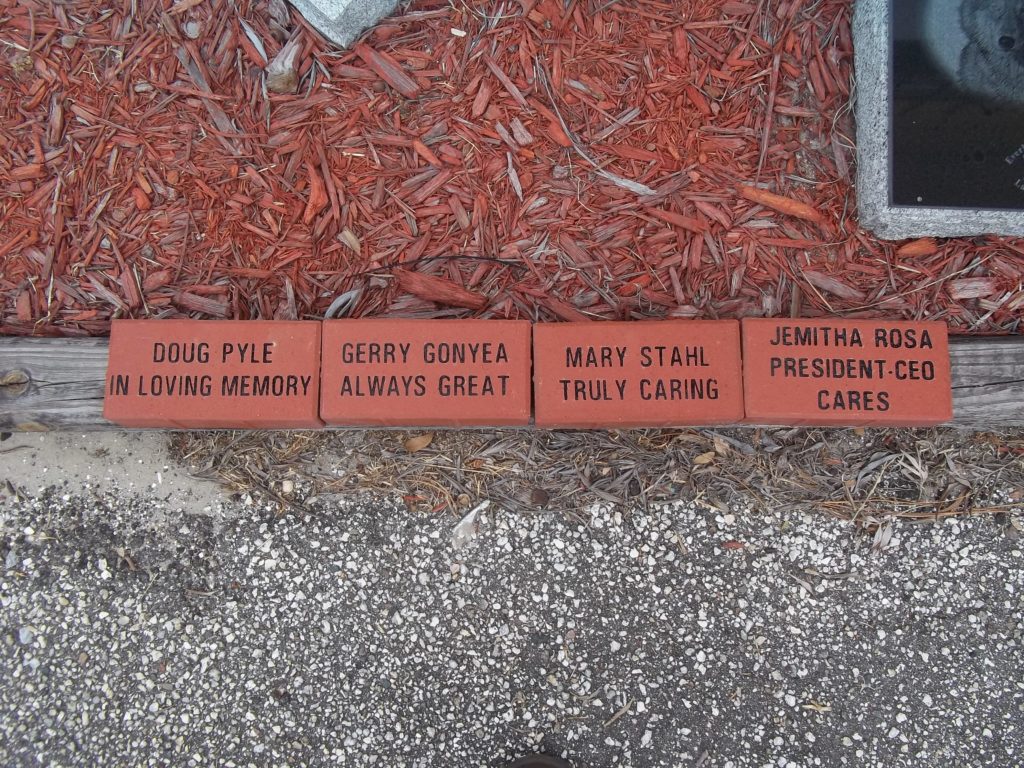 DOUG PYLE
IN LOVING MEMORY
GERRY GONYEA
ALWAYS GREAT
MARY STAHL
TRULY CARING
JEMITHA ROSA
PRESIDENT-CEO
CARES